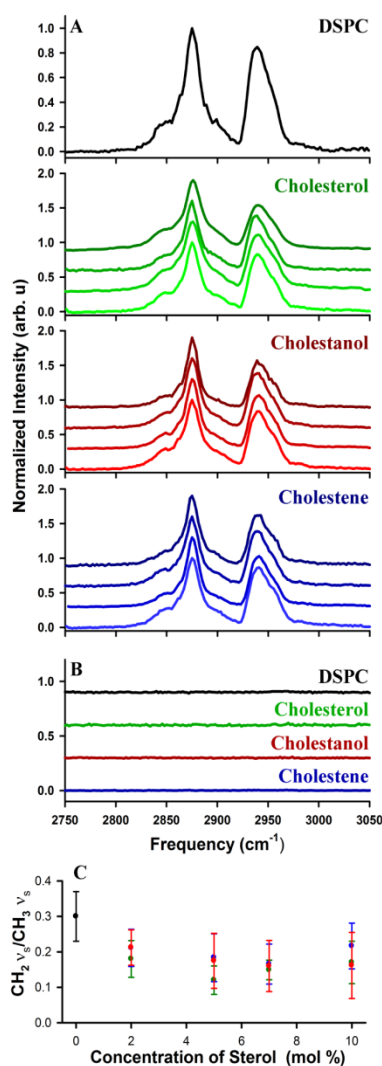 A
DSPC
1.0
0.8
0.6
0.4
0.2
0.0
Cholesterol
2.0
1.5
1.0
0.5
0.0
Cholestanol
2.0
1.5
1.0
0.5
0.0
Cholestene
2.0
1.5
1.0
0.5
0.0
Normalized Intensity (arb. u)
B
DSPC
Cholesterol
Cholestanol
Cholestene
1.0
0.5
0.0
2750 2800 2850 2900 2950 3000 3050
Frequency (cm⁻¹)
C
CH₂ νₛ/CH₃ νₛ
0.4
0.3
0.2
0.1
0.0
0 2 4 6 8 10
Concentration of Sterol (mol %)